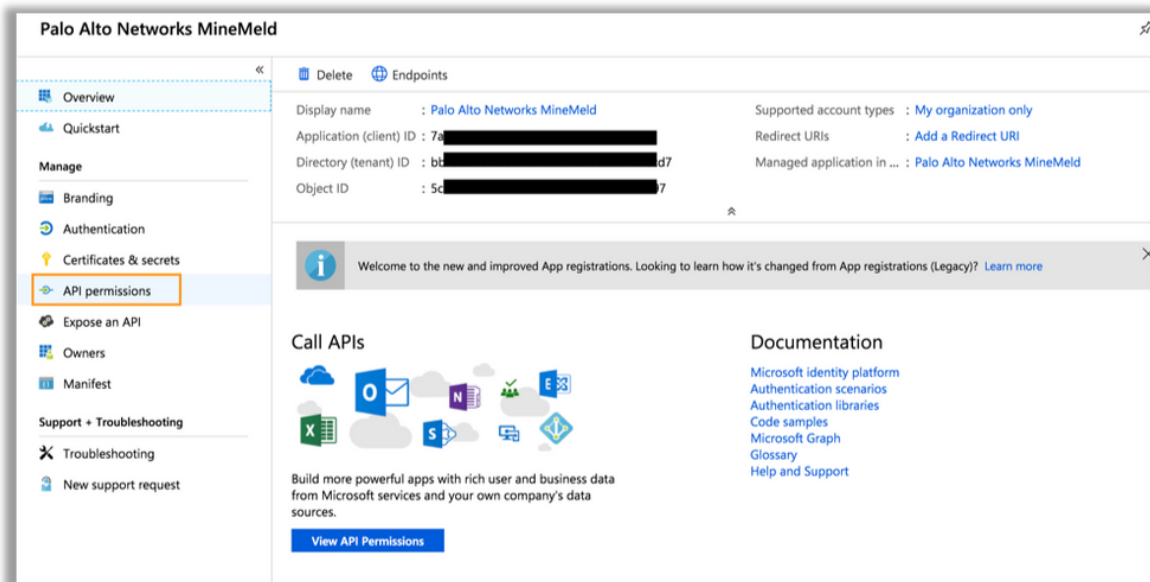 Palo Alto Networks MineMeld
«
Overview
Quickstart
Manage
Branding
Authentication
Certificates & secrets
API permissions
Expose an API
Owners
Manifest
Support + Troubleshooting
Troubleshooting
New support request
Delete Endpoints
Display name : Palo Alto Networks MineMeld
Application (client) ID : 7a
Directory (tenant) ID : bb d7
Object ID : 5c 7
Supported account types : My organization only
Redirect URIs : Add a Redirect URI
Managed application in ... : Palo Alto Networks MineMeld
Welcome to the new and improved App registrations. Looking to learn how it's changed from App registrations (Legacy)? Learn more
Call APIs
O
N
E
X
S
Build more powerful apps with rich user and business data
from Microsoft services and your own company's data
sources.
View API Permissions
Documentation
Microsoft identity platform
Authentication scenarios
Authentication libraries
Code samples
Microsoft Graph
Glossary
Help and Support